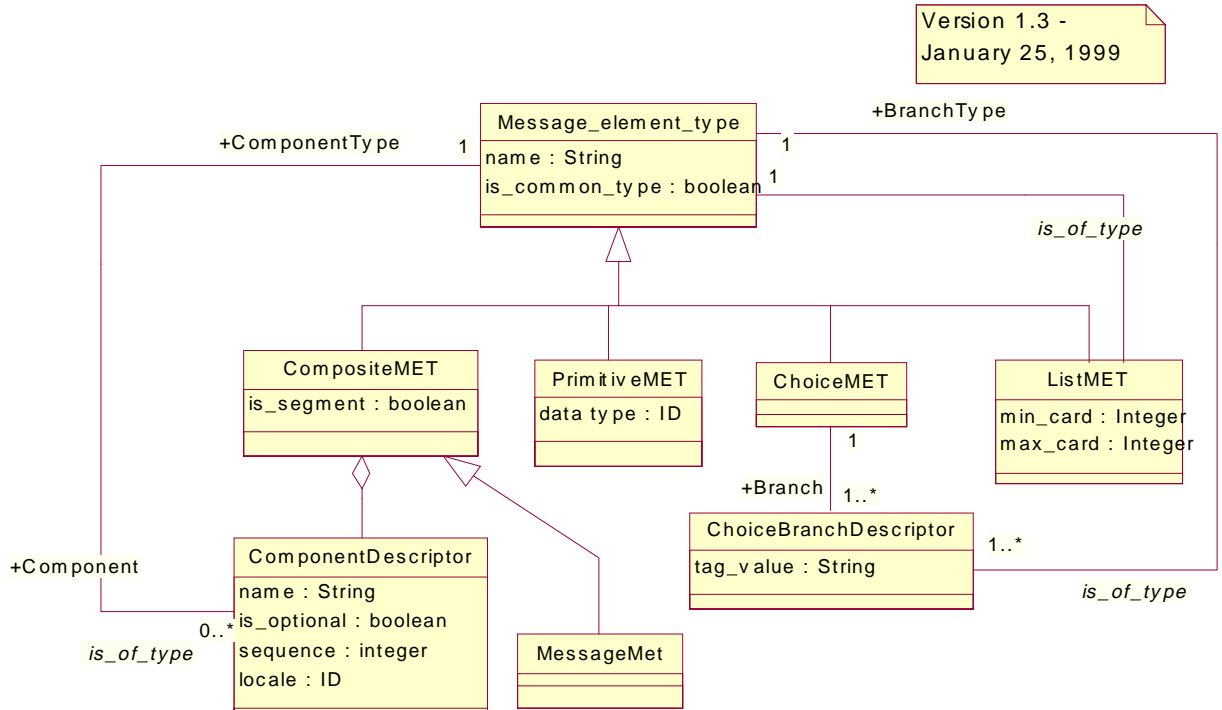 Version 1.3 -
January 25, 1999
+BranchType
Message_element_type
+ComponentType
1
1
name : String
1
is_common_type : boolean
is_of_type
CompositeMET
is_segment : boolean
PrimitiveMET
data type : ID
ChoiceMET
1
ListMET
min_card : Integer
max_card : Integer
+Branch
1..*
ChoiceBranchDescriptor
tag_value : String
1..*
is_of_type
ComponentDescriptor
name : String
is_optional : boolean
sequence : integer
locale : ID
+Component
0..*
is_of_type
MessageMet